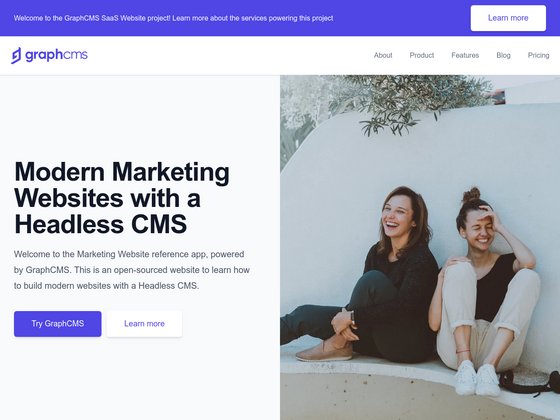 Welcome to the GraphCMS SaaS Website project! Learn more about the services powering this project
Learn more
graphcms
About
Product
Features
Blog
Pricing
Modern Marketing
Websites with a
Headless CMS
Welcome to the Marketing Website reference app, powered
by GraphCMS. This is an open-sourced website to learn how
to build modern websites with a Headless CMS.
Try GraphCMS
Learn more